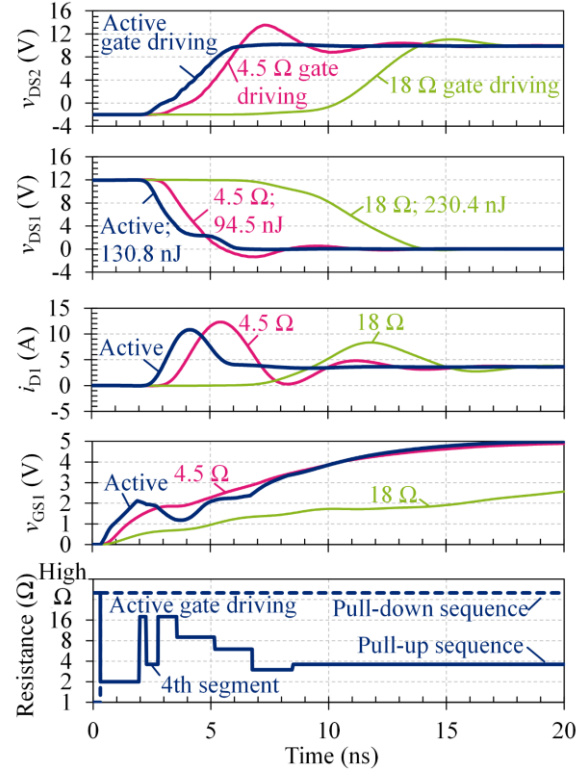 16
12
8
4
0
-4
v_DS2 (V)
Active
gate driving
4.5 Ω gate
driving
18 Ω gate driving
16
12
8
4
0
-4
v_DS1 (V)
4.5 Ω;
94.5 nJ
18 Ω; 230.4 nJ
Active;
130.8 nJ
15
10
5
0
-5
i_D1 (A)
Active
4.5 Ω
18 Ω
5
4
3
2
1
0
v_GS1 (V)
Active
4.5 Ω
18 Ω
High
Ω
16
8
4
2
1
Resistance (Ω)
Active gate driving
Pull-down sequence
Pull-up sequence
4th segment
0 5 10 15 20
Time (ns)